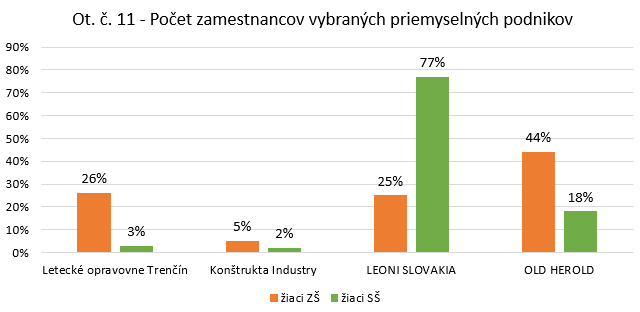 Ot. č. 11 - Počet zamestnancov vybraných priemyselných podnikov
90%
80%
70%
60%
50%
40%
30%
20%
10%
0%
26%
3%
5%
2%
25%
77%
44%
18%
Letecké opravovne Trenčín
Konštrukta Industry
LEONI SLOVAKIA
OLD HEROLD
žiaci ZŠ
žiaci SŠ